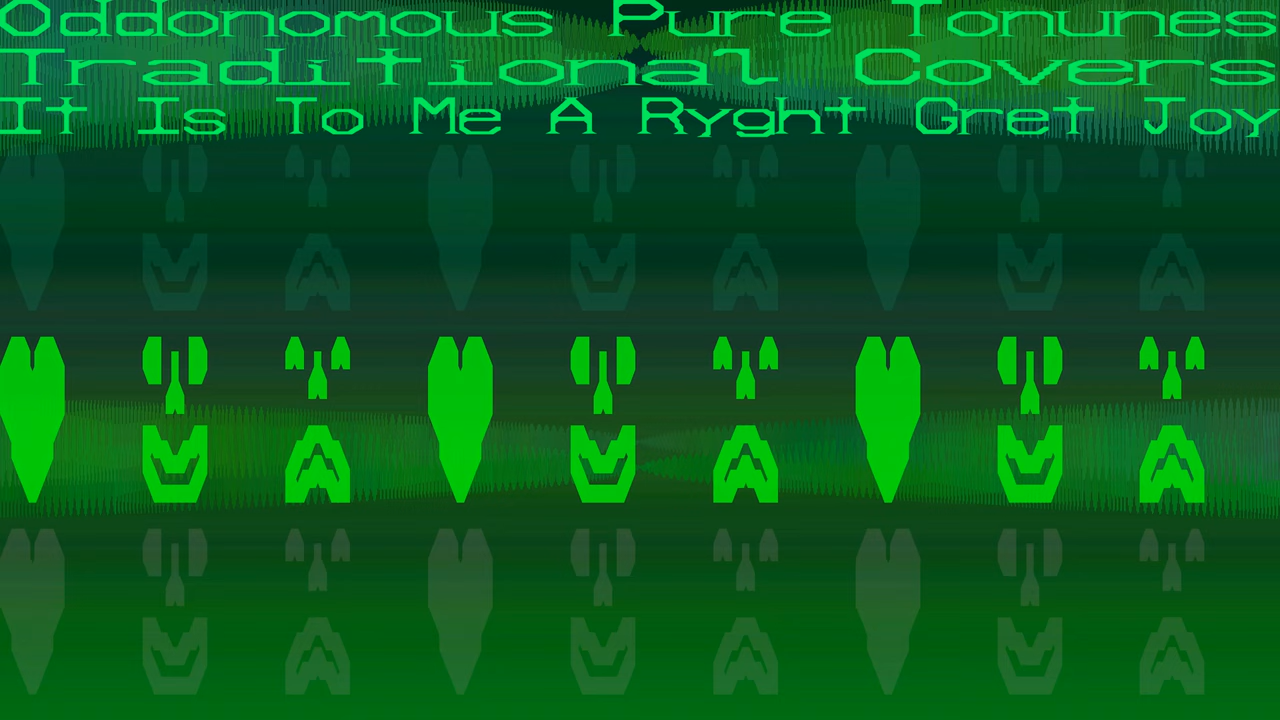 Oddonomous Pure Tonunes
Traditional Covers
It Is To Me A Ryght Gret Joy